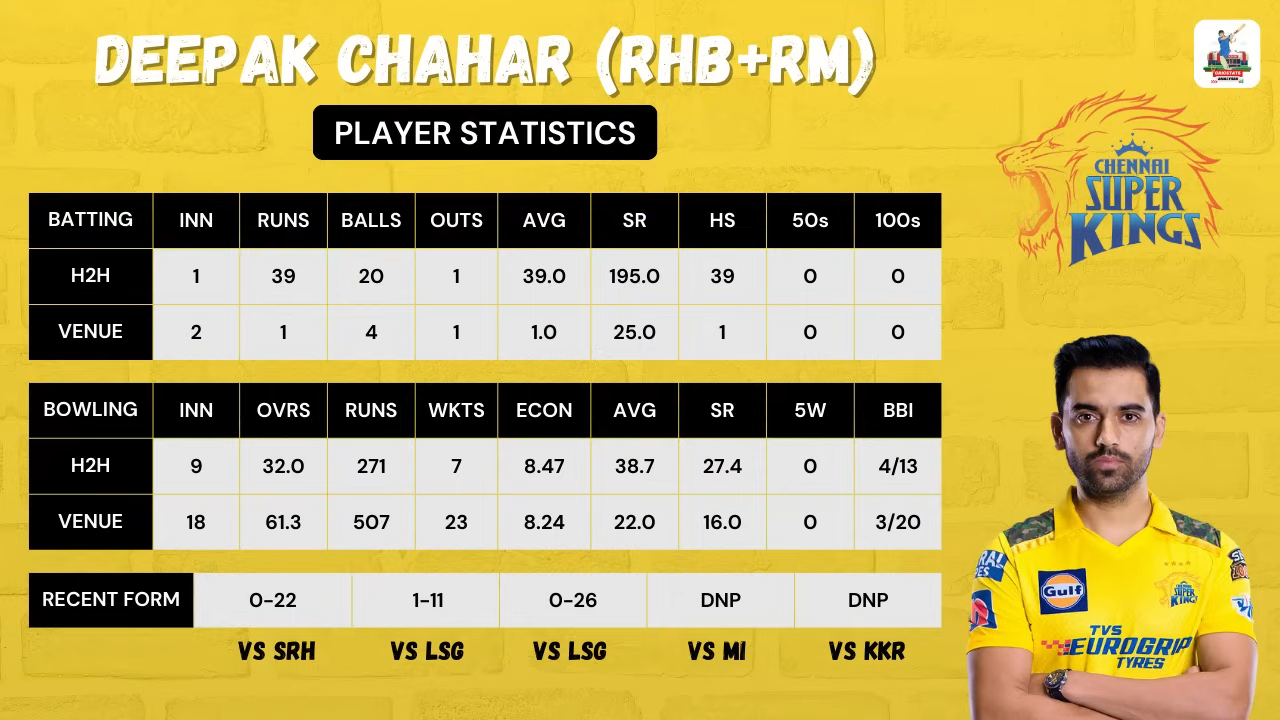 DEEPAK CHAHAR (RHB+RM)
PLAYER STATISTICS
CHENNAI
SUPER
KINGS
BATTING INN RUNS BALLS OUTS AVG SR HS 50s 100s
H2H 1 39 20 1 39.0 195.0 39 0 0
VENUE 2 1 4 1 1.0 25.0 1 0 0
BOWLING INN OVRS RUNS WKTS ECON AVG SR 5W BBI
H2H 9 32.0 271 7 8.47 38.7 27.4 0 4/13
VENUE 18 61.3 507 23 8.24 22.0 16.0 0 3/20
RECENT FORM 0-22 1-11 0-26 DNP DNP
VS SRH VS LSG VS LSG VS MI VS KKR
Gulf
SUPER
KINGS
TVS
EUROGRIP
TYRES